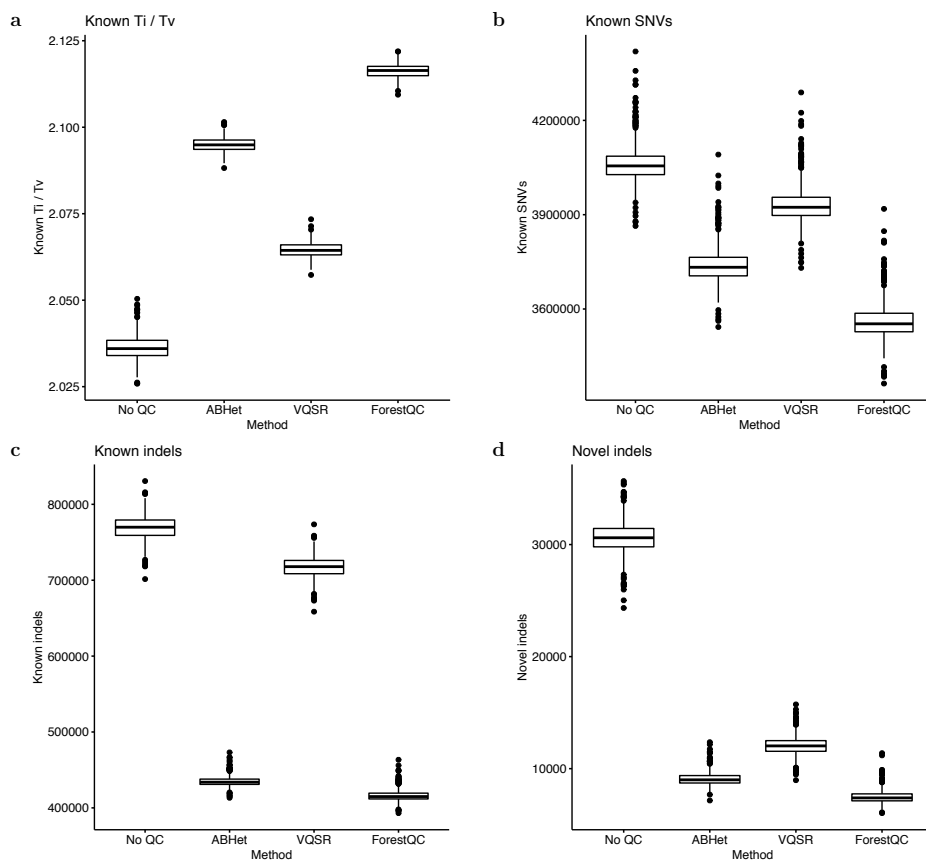 a
Known Ti / Tv
2.125
2.100
2.075
2.050
2.025
Known Ti / Tv
No QC ABHet VQSR ForestQC
Method
b
Known SNVs
4200000
3900000
3600000
Known SNVs
No QC ABHet VQSR ForestQC
Method
c
Known indels
800000
700000
600000
500000
400000
Known indels
No QC ABHet VQSR ForestQC
Method
d
Novel indels
30000
20000
10000
Novel indels
No QC ABHet VQSR ForestQC
Method